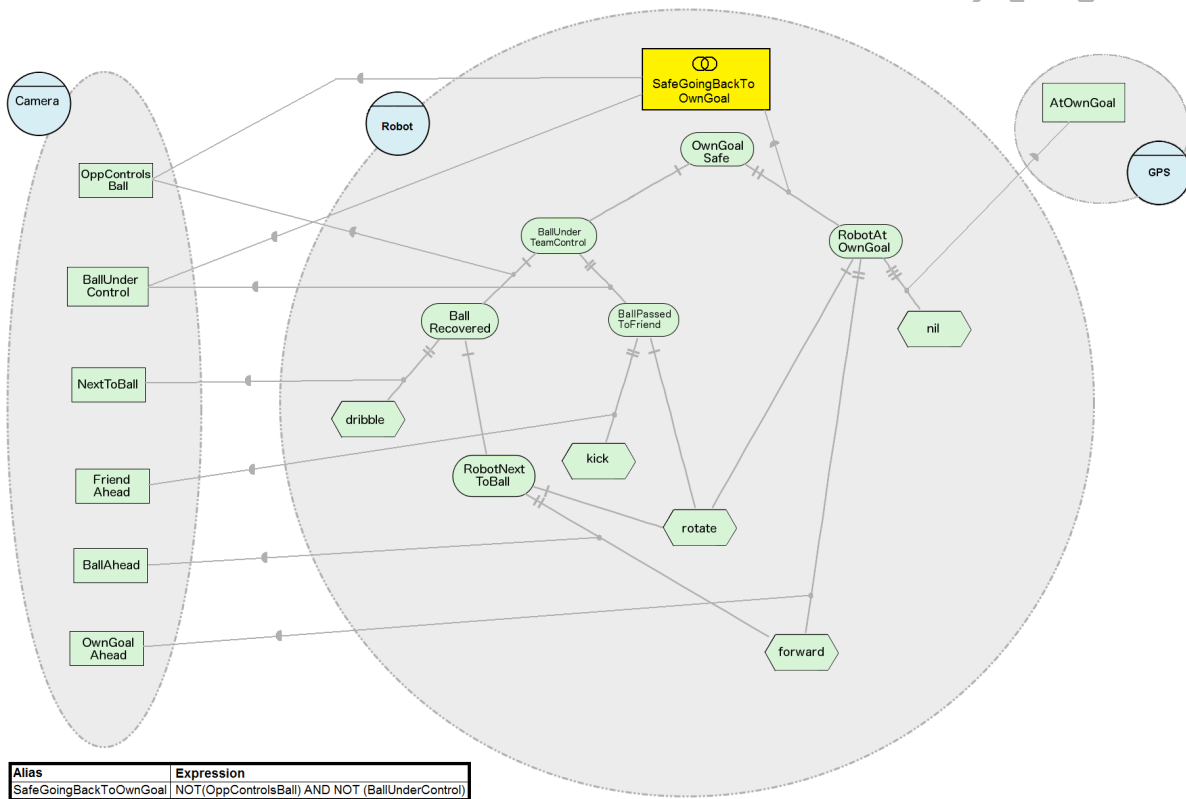 SafeGoingBackTo
OwnGoal
Camera
Robot
AtOwnGoal
GPS
OwnGoal
Safe
OppControls
Ball
BallUnder
TeamControl
RobotAt
OwnGoal
BallUnder
Control
Ball
Recovered
BallPassed
ToFriend
nil
NextToBall
dribble
kick
Friend
Ahead
RobotNext
ToBall
rotate
BallAhead
OwnGoal
Ahead
forward
Alias Expression
SafeGoingBackToOwnGoal NOT(OppControlsBall) AND NOT (BallUnderControl)